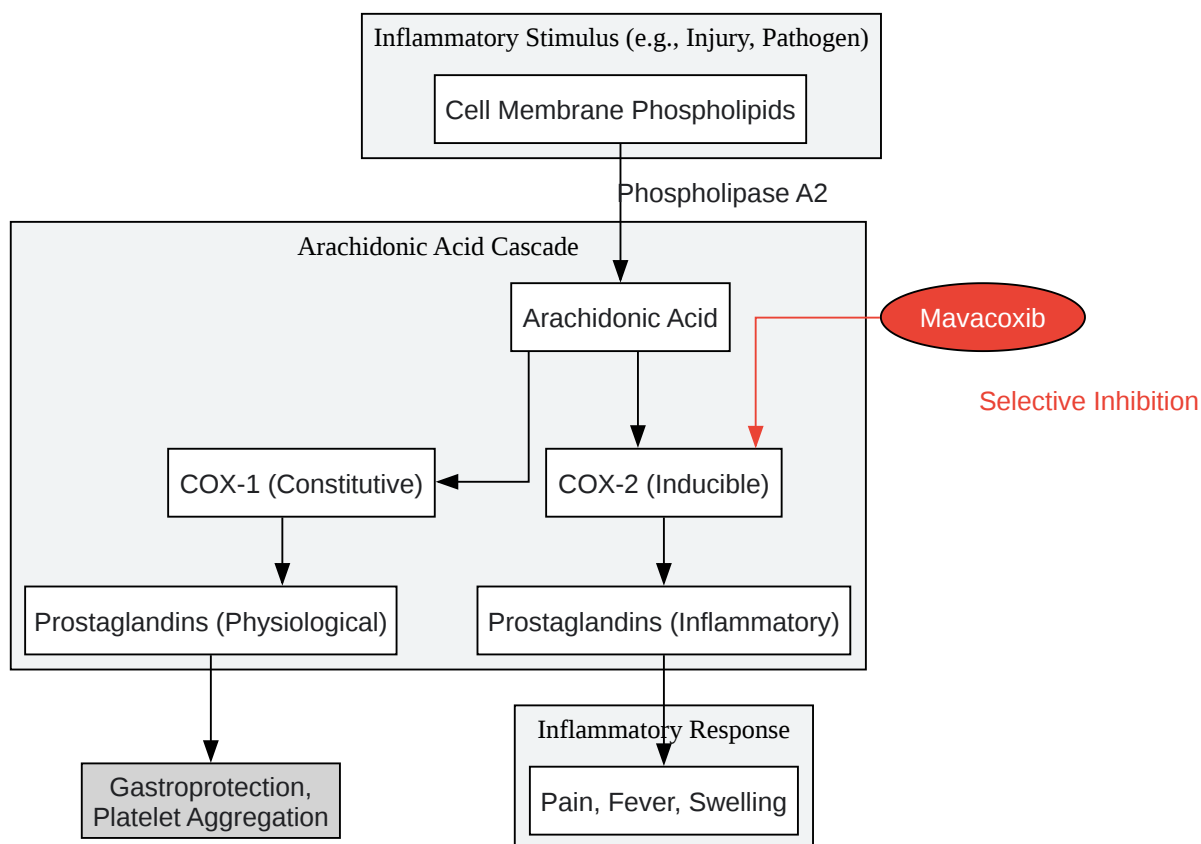 Inflammatory Stimulus (e.g., Injury, Pathogen)
Cell Membrane Phospholipids
Phospholipase A2
Arachidonic Acid Cascade
Arachidonic Acid
Mavacoxib
Selective Inhibition
COX-1 (Constitutive)
COX-2 (Inducible)
Prostaglandins (Physiological)
Prostaglandins (Inflammatory)
Inflammatory Response
Gastroprotection,
Platelet Aggregation
Pain, Fever, Swelling